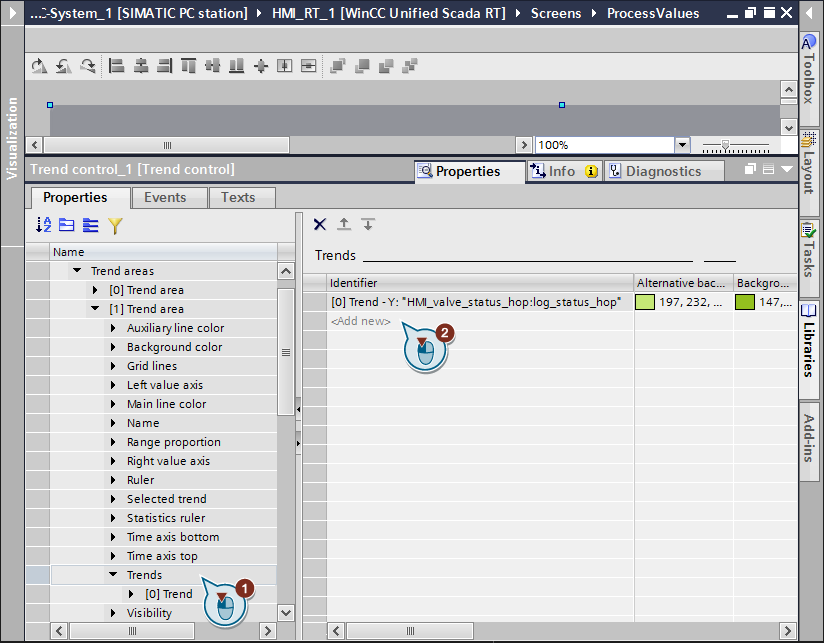 ...C-System_1 [SIMATIC PC station] HMI_RT_1 [WinCC Unified Scada RT] Screens ProcessValues
Visualization
100%
Trend control_1 [Trend control]
Properties
Info
Diagnostics
Properties
Events
Texts
Name
Trend areas
[0] Trend area
[1] Trend area
Auxiliary line color
Background color
Grid lines
Left value axis
Main line color
Name
Range proportion
Right value axis
Ruler
Selected trend
Statistics ruler
Time axis bottom
Time axis top
Trends
[0] Trend
Visibility
1
Trends
Identifier Alternative bac... Backgro...
[0] Trend - Y: "HMI_valve_status_hop:log_status_hop" 197, 232, ... 147,...
<Add new>
2
Toolbox
Layout
Tasks
Libraries
Add-ins